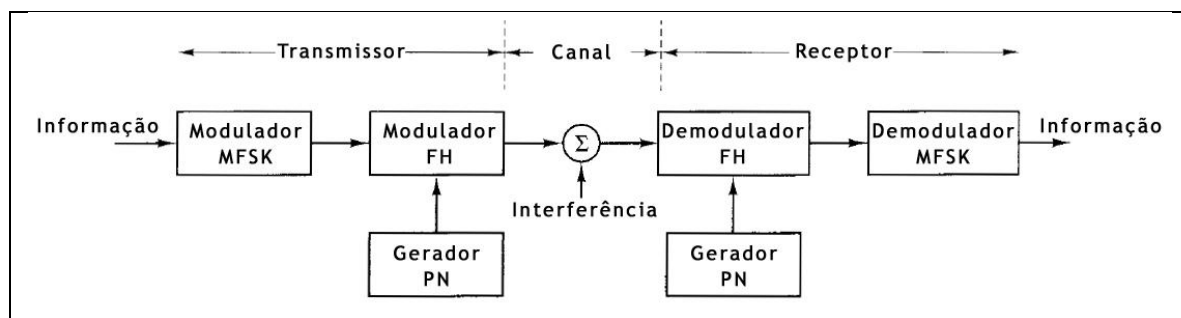 Transmissor Canal Receptor
Informação
Modulador
MFSK
Modulador
FH
Σ
Demodulador
FH
Demodulador
MFSK
Informação
Interferência
Gerador
PN
Gerador
PN